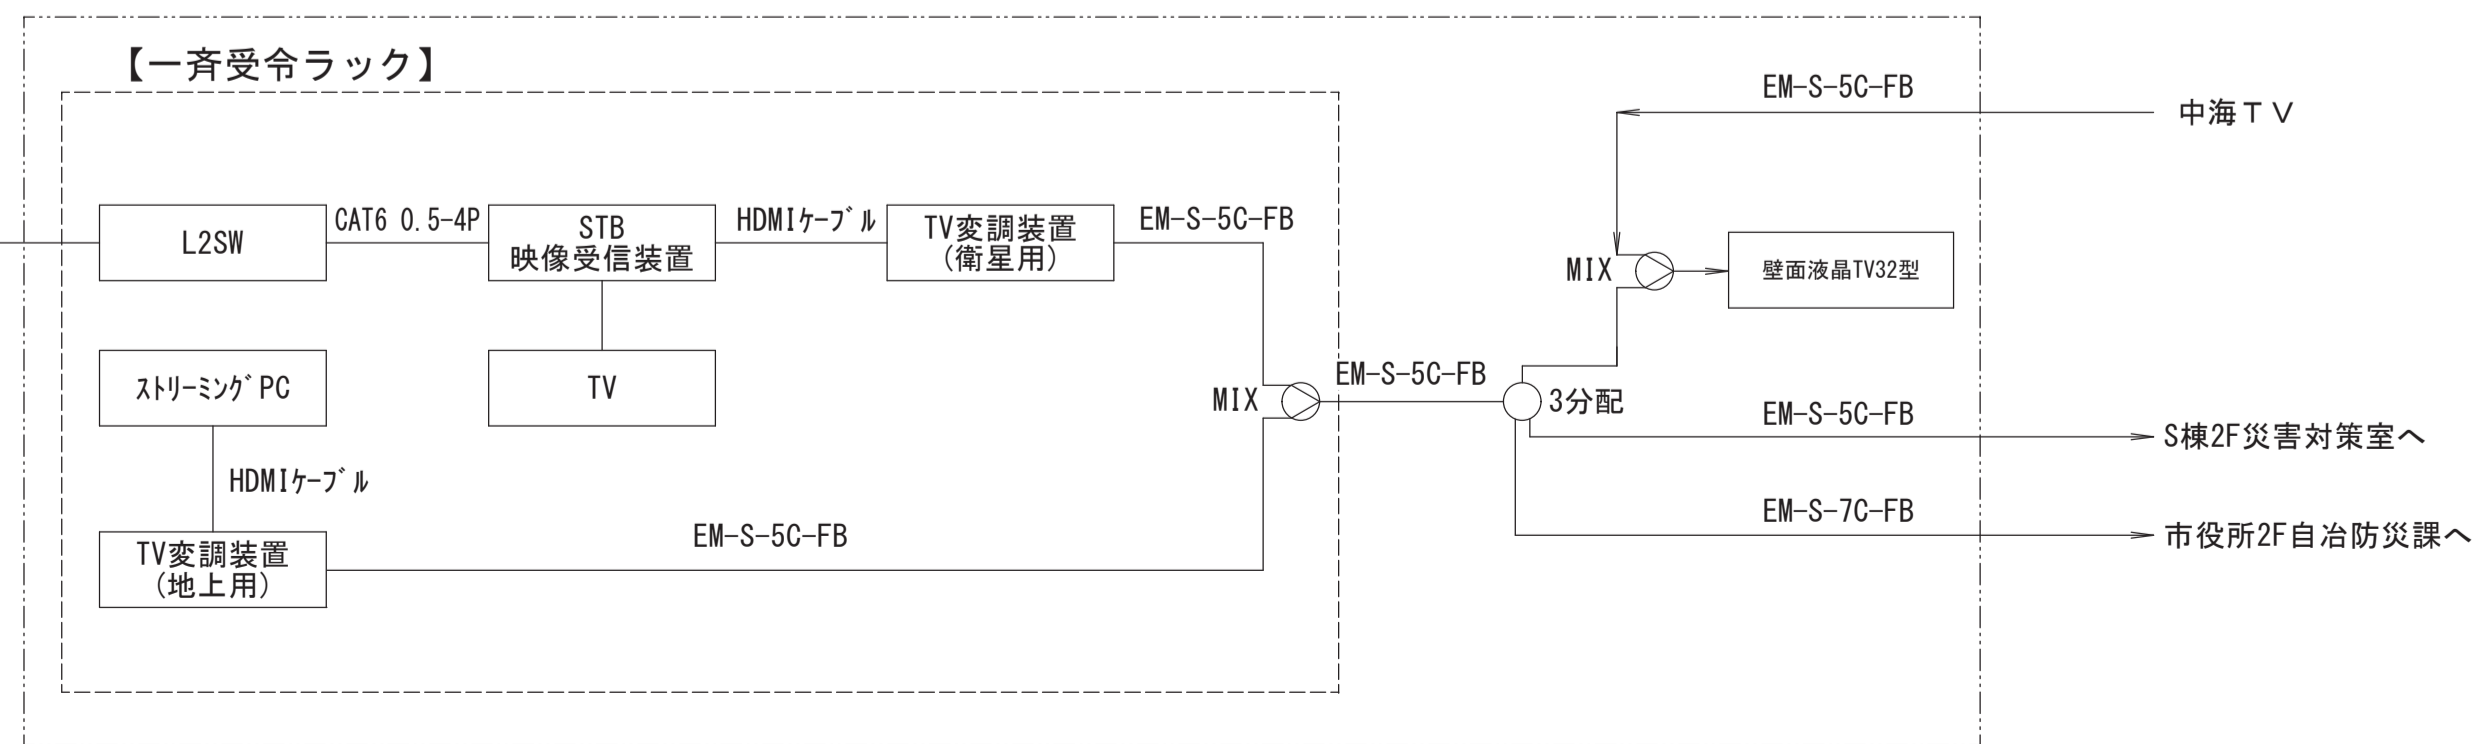 【一斉受令ラック】
EM-S-5C-FB
中海ＴＶ
L2SW
CAT6 0.5-4P
STB
映像受信装置
HDMIｹｰﾌﾞﾙ
TV変調装置
(衛星用)
EM-S-5C-FB
MIX
壁面液晶TV32型
ｽﾄﾘｰﾐﾝｸﾞPC
TV
MIX
EM-S-5C-FB
3分配
EM-S-5C-FB
S棟2F災害対策室へ
HDMIｹｰﾌﾞﾙ
EM-S-7C-FB
市役所2F自冶防災課へ
TV変調装置
(地上用)
EM-S-5C-FB